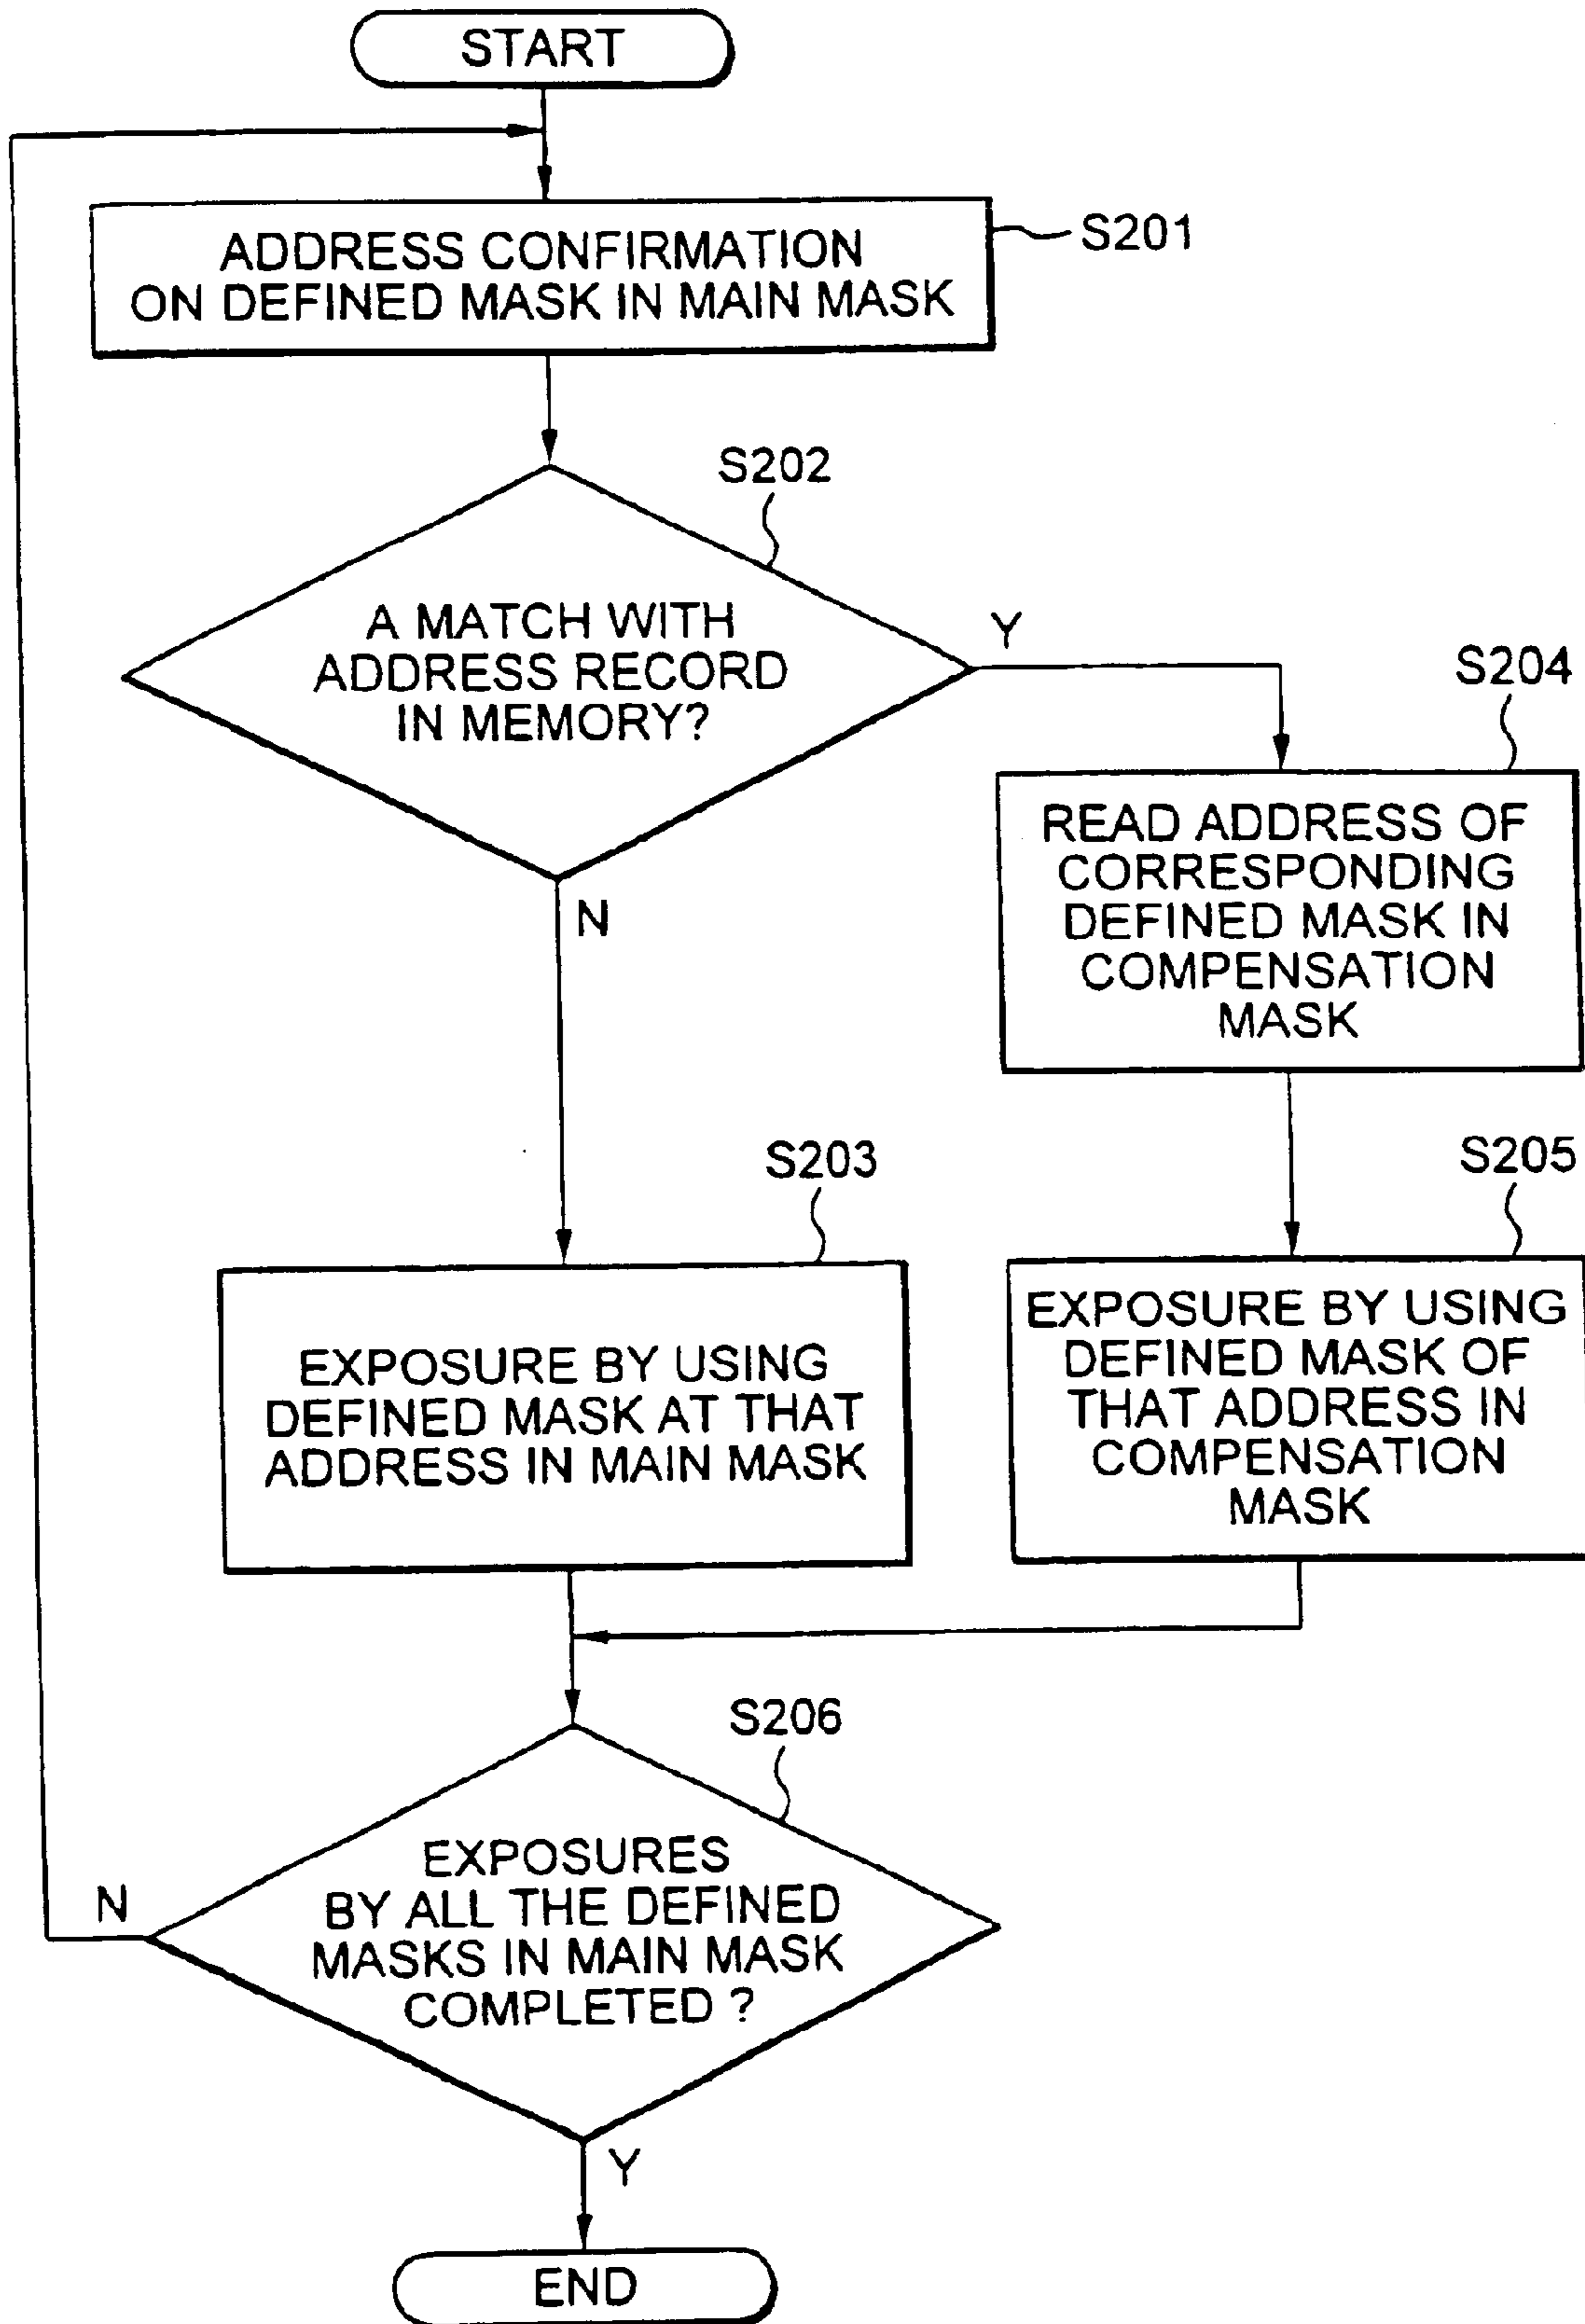 START
ADDRESS CONFIRMATION
ON DEFINED MASK IN MAIN MASK
S201
S202
A MATCH WITH
ADDRESS RECORD
IN MEMORY?
Y
N
S204
READ ADDRESS OF
CORRESPONDING
DEFINED MASK IN
COMPENSATION
MASK
S203
EXPOSURE BY USING
DEFINED MASK AT THAT
ADDRESS IN MAIN MASK
S205
EXPOSURE BY USING
DEFINED MASK OF
THAT ADDRESS IN
COMPENSATION
MASK
S206
EXPOSURES
BY ALL THE DEFINED
MASKS IN MAIN MASK
COMPLETED ?
N
Y
END